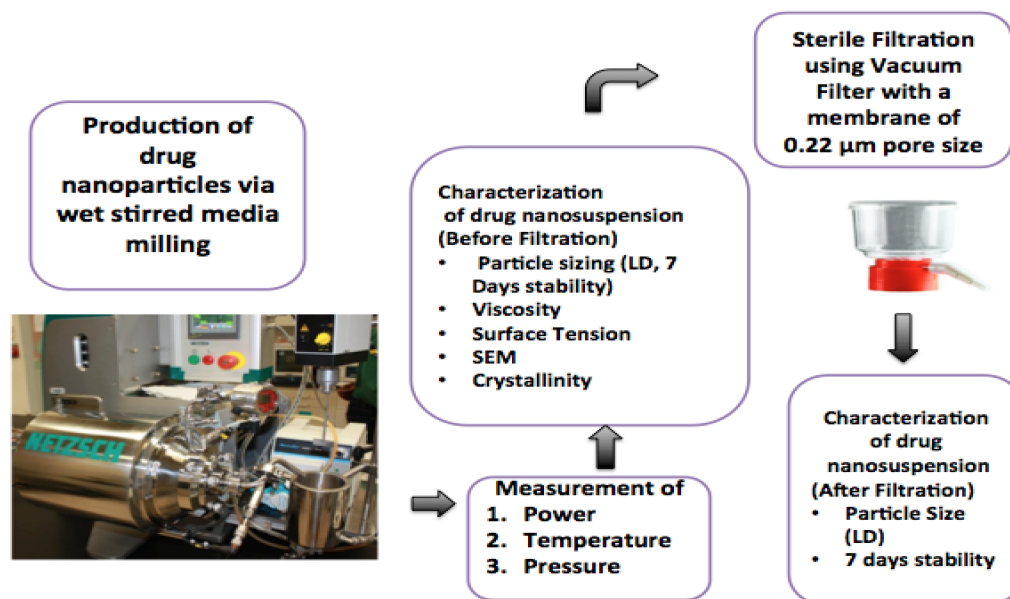 Production of
drug
nanoparticles via
wet stirred media
milling
NETZSCH
Measurement of
1. Power
2. Temperature
3. Pressure
Characterization
of drug nanosuspension
(Before Filtration)
• Particle sizing (LD, 7
Days stability)
• Viscosity
• Surface Tension
• SEM
• Crystallinity
Sterile Filtration
using Vacuum
Filter with a
membrane of
0.22 µm pore size
Characterization
of drug
nanosuspension
(After Filtration)
• Particle Size
(LD)
• 7 days stability